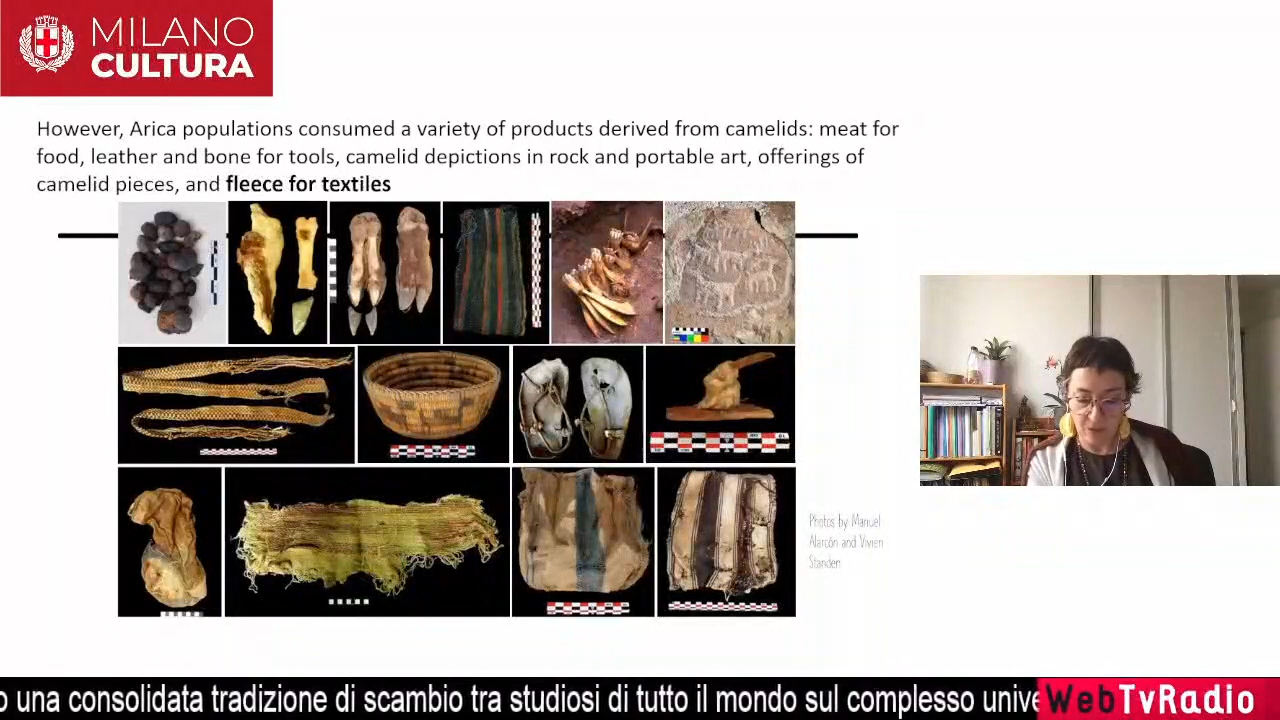 MILANO
CULTURA
However, Arica populations consumed a variety of products derived from camelids: meat for
food, leather and bone for tools, camelid depictions in rock and portable art, offerings of
camelid pieces, and fleece for textiles
Photos by Manuel
Alarcón and Vivien
Standen
o una consolidata tradizione di scambio tra studiosi di tutto il mondo sul complesso unive
WebTvRadio